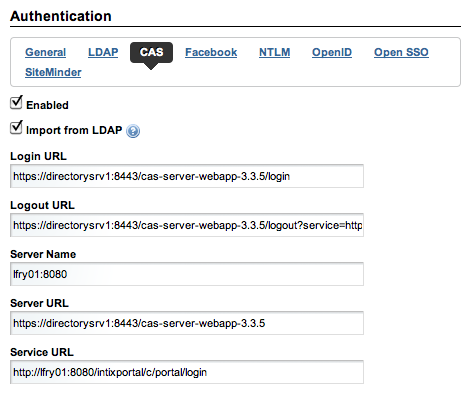 Authentication
General LDAP CAS Facebook NTLM OpenID Open SSO
SiteMinder
Enabled
Import from LDAP ?
Login URL
https://directorysrv1:8443/cas-server-webapp-3.3.5/login
Logout URL
https://directorysrv1:8443/cas-server-webapp-3.3.5/logout?service=http
Server Name
lfry01:8080
Server URL
https://directorysrv1:8443/cas-server-webapp-3.3.5
Service URL
http://lfry01:8080/intixportal/c/portal/login